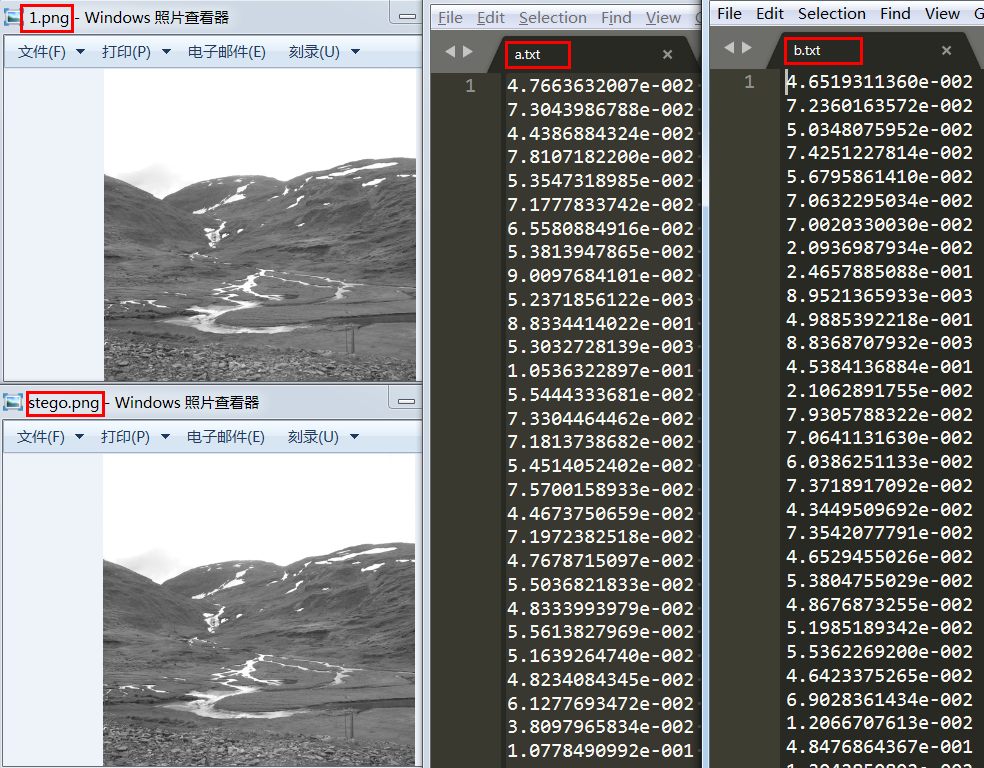 1.png - Windows 照片查看器
文件(F) 打印(P) 电子邮件(E) 刻录(U)
stego.png - Windows 照片查看器
文件(F) 打印(P) 电子邮件(E) 刻录(U)
File Edit Selection Find View
a.txt
1
4.7663632007e-002
7.3043986788e-002
4.4386884324e-002
7.8107182200e-002
5.3547318985e-002
7.1777833742e-002
6.5580884916e-002
5.3813947865e-002
9.0097684101e-002
5.2371856122e-003
8.8334414022e-001
5.3032728139e-003
1.0536322897e-001
5.5444333681e-002
7.3304464462e-002
7.1813738682e-002
5.4514052402e-002
7.5700158933e-002
4.4673750659e-002
7.1972382518e-002
4.7678715097e-002
5.5036821833e-002
4.8333993979e-002
5.5613827969e-002
5.1639264740e-002
4.8234084345e-002
6.1277693472e-002
3.8097965834e-002
1.0778490992e-001
File Edit Selection Find View G
b.txt
1
4.6519311360e-002
7.2360163572e-002
5.0348075952e-002
7.4251227814e-002
5.6795861410e-002
7.0632295034e-002
7.0020330030e-002
2.0936987934e-002
2.4657885088e-001
8.9521365933e-003
4.9885392218e-001
8.8368707932e-003
4.5384136884e-001
2.1062891755e-002
7.9305788322e-002
7.0641131630e-002
6.0386251133e-002
7.3718917092e-002
4.3449509692e-002
7.3542077791e-002
4.6529455026e-002
5.3804755029e-002
4.8676873255e-002
5.1985189342e-002
5.5362269200e-002
4.6423375265e-002
6.9028361434e-002
1.2066707613e-002
4.8476864367e-001